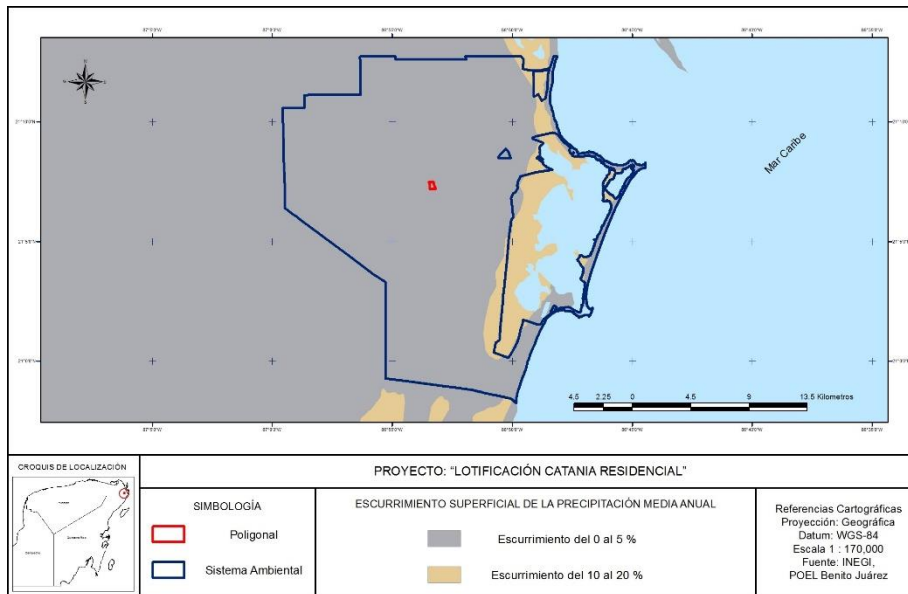 Mar Caribe
4.5 2.25 0 4.5 9 13.5 Kilometros
CROQUIS DE LOCALIZACIÓN
PROYECTO: “LOTIFICACIÓN CATANIA RESIDENCIAL”
SIMBOLOGÍA
Poligonal
Sistema Ambiental
ESCURRIMIENTO SUPERFICIAL DE LA PRECIPITACIÓN MEDIA ANUAL
Escurrimiento del 0 al 5 %
Escurrimiento del 10 al 20 %
Referencias Cartográficas
Proyección: Geográfica
Datum: WGS-84
Escala 1 : 170,000
Fuente: INEGI,
POEL Benito Juárez